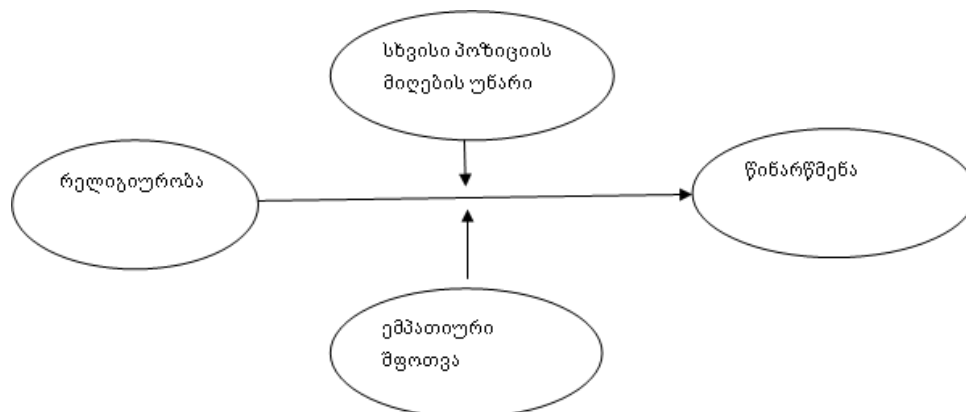 სხვისი პოზიციის
მიღების უნარი
რელიგიურობა
წინარწმენა
ემპათიური
შფოთვა